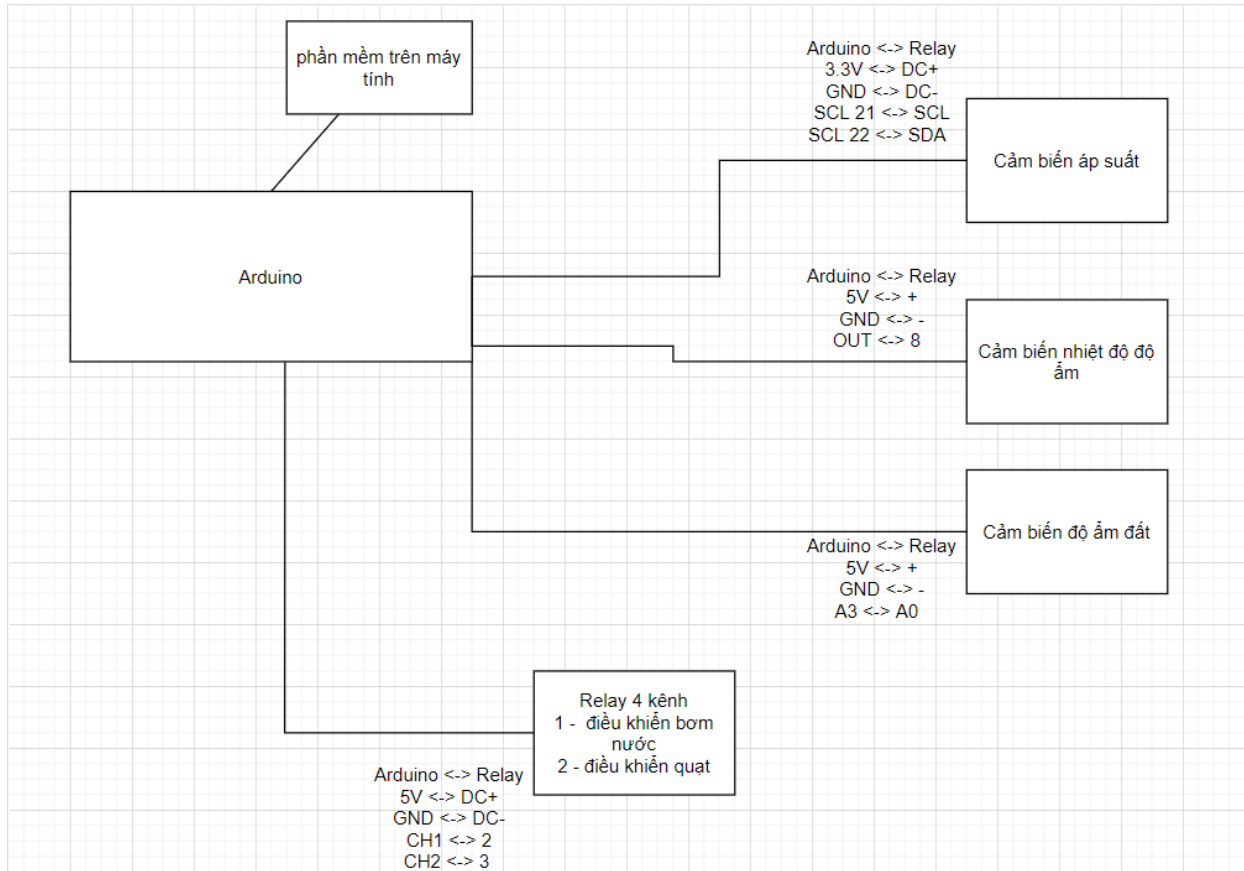 phần mềm trên máy
tính
Arduino <-> Relay
3.3V <-> DC+
GND <-> DC-
SCL 21 <-> SCL
SCL 22 <-> SDA
Cảm biến áp suất
Arduino
Arduino <-> Relay
5V <-> +
GND <-> -
OUT <-> 8
Cảm biến nhiệt độ độ
ẩm
Cảm biến độ ẩm đất
Arduino <-> Relay
5V <-> +
GND <-> -
A3 <-> A0
Relay 4 kênh
1 - điều khiển bơm
nước
2 - điều khiển quạt
Arduino <-> Relay
5V <-> DC+
GND <-> DC-
CH1 <-> 2
CH2 <-> 3